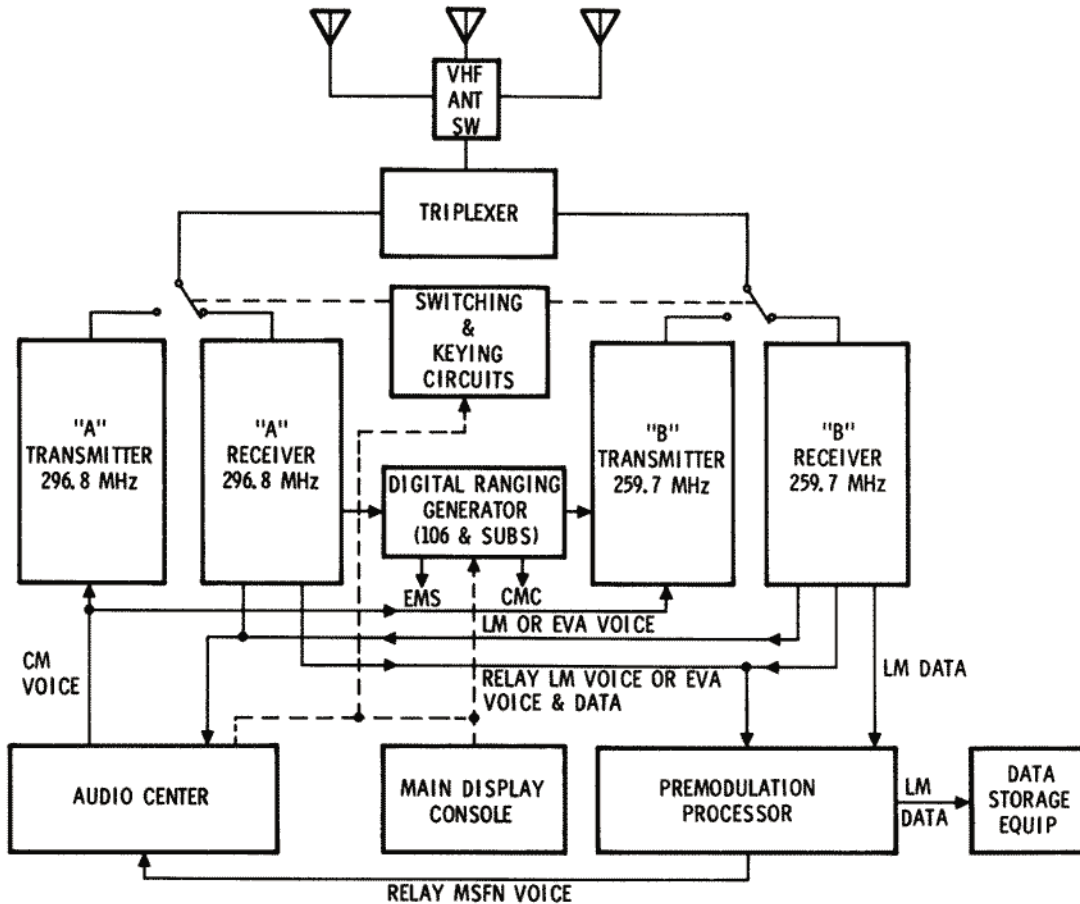 VHF
ANT
SW
TRIPLEXER
SWITCHING
&
KEYING
CIRCUITS
"A"
TRANSMITTER
296.8 MHz
"A"
RECEIVER
296.8 MHz
"B"
TRANSMITTER
259.7 MHz
"B"
RECEIVER
259.7 MHz
DIGITAL RANGING
GENERATOR
(106 & SUBS)
EMS
CMC
LM OR EVA VOICE
CM
VOICE
RELAY LM VOICE OR EVA
VOICE & DATA
LM DATA
AUDIO CENTER
MAIN DISPLAY
CONSOLE
PREMODULATION
PROCESSOR
LM
DATA
DATA
STORAGE
EQUIP
RELAY MSFN VOICE